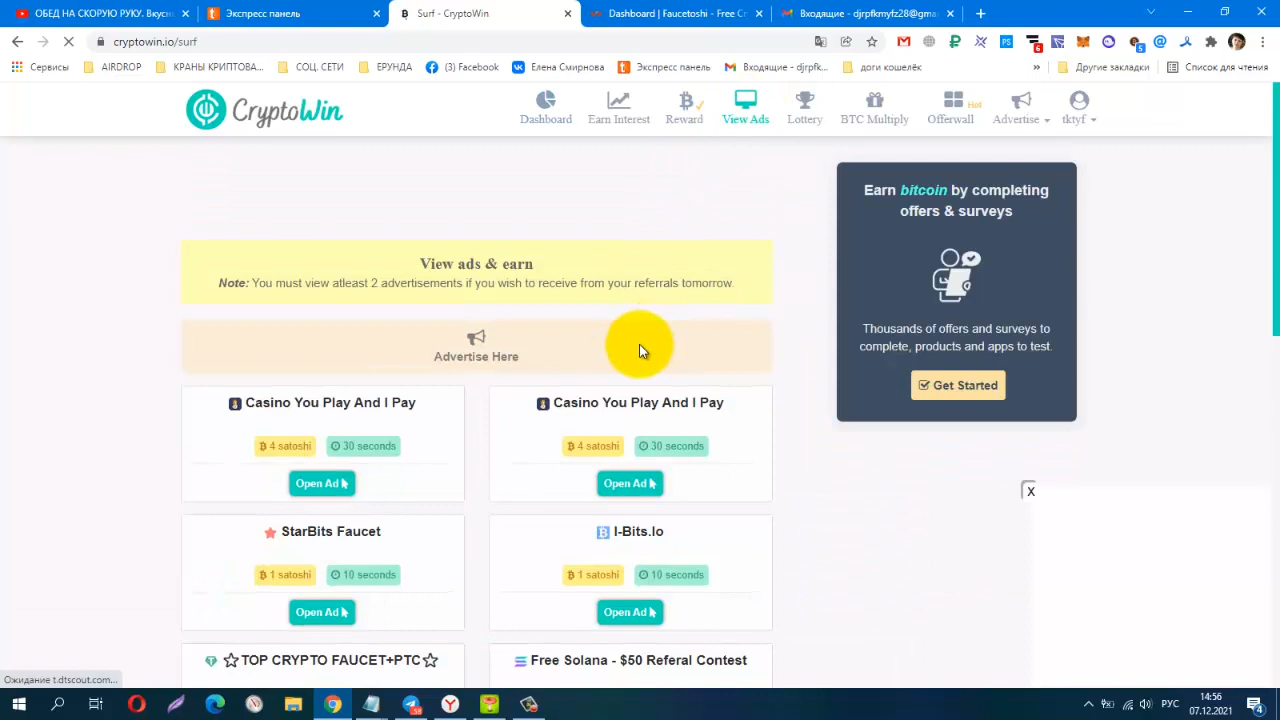 ОБЕД НА СКОРУЮ РУКУ. Вкусн
Экспресс панель
Surf - CryptoWin
Dashboard | Faucetoshi - Free Cr
Входящие - djrpfkmyfz28@gma
cryptowin.io/surf
Сервисы
AIRDROP
КРАНЫ КРИПТОВА...
СОЦ. СЕТИ
ЕРУНДА
(3) Facebook
Елена Смирнова
Экспресс панель
Входящие - djrpfk...
доги кошелёк
»
Другие закладки
Список для чтения
CryptoWin
Dashboard
Earn Interest
Reward
View Ads
Lottery
BTC Multiply
Offerwall
Hot
Advertise
tktyf
Earn bitcoin by completing
offers & surveys
Thousands of offers and surveys to
complete, products and apps to test.
Get Started
View ads & earn
Note: You must view atleast 2 advertisements if you wish to receive from your referrals tomorrow.
Advertise Here
Casino You Play And I Pay
4 satoshi
30 seconds
Open Ad
Casino You Play And I Pay
4 satoshi
30 seconds
Open Ad
X
StarBits Faucet
1 satoshi
10 seconds
Open Ad
I-Bits.Io
1 satoshi
10 seconds
Open Ad
TOP CRYPTO FAUCET+PTC
Free Solana - $50 Referal Contest
Ожидание t.dtscout.com...
РУС
14:56
07.12.2021